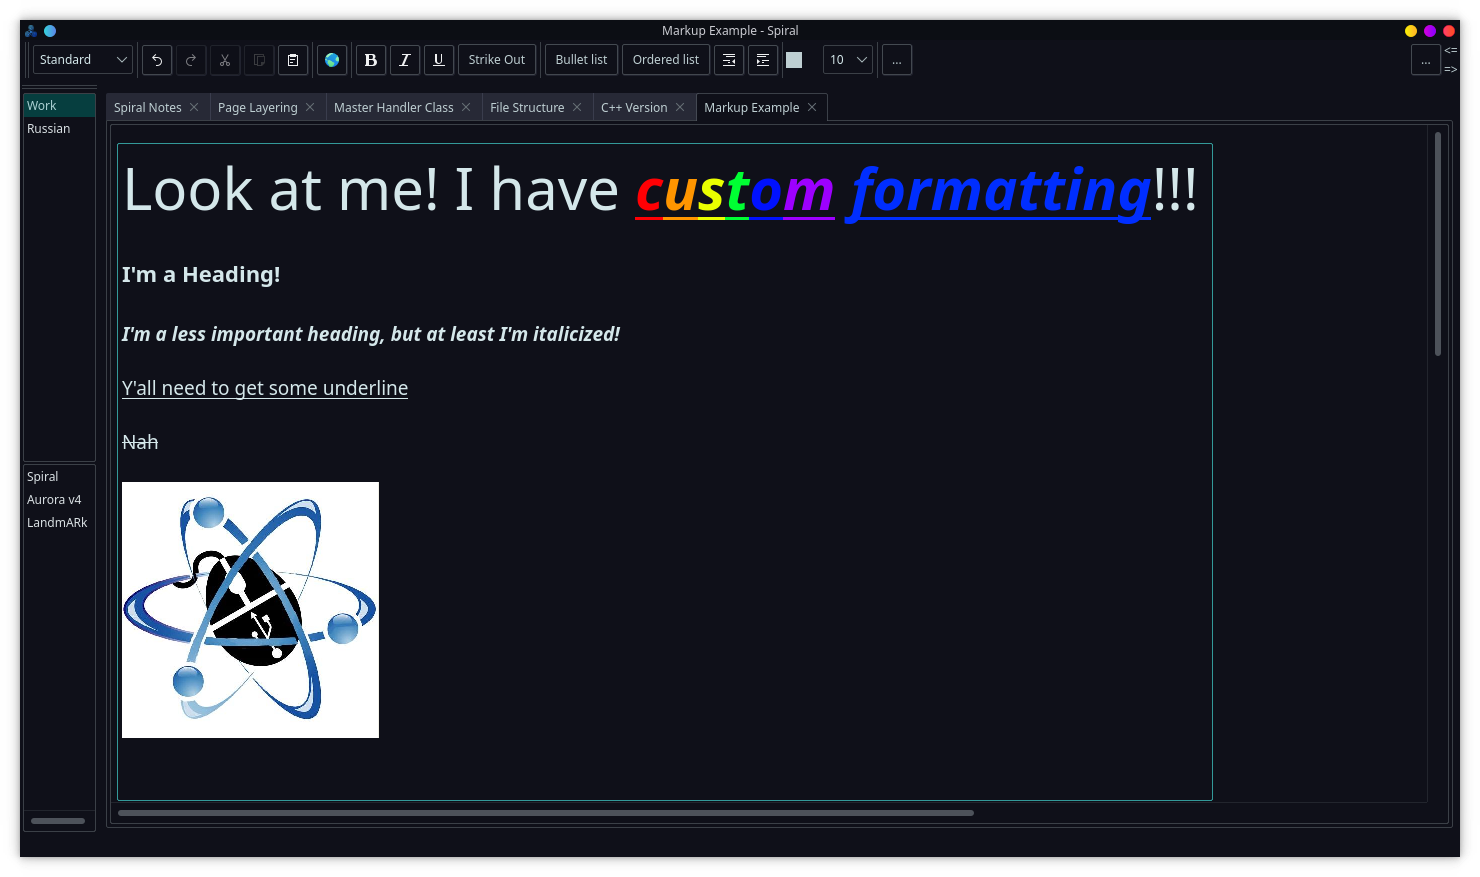 Markup Example - Spiral
Standard B I U Strike Out Bullet list Ordered list 10 ... ... <=
=>
Work
Russian
Spiral Notes Page Layering Master Handler Class File Structure C++ Version Markup Example
Look at me! I have custom formatting!!!
I'm a Heading!
I'm a less important heading, but at least I'm italicized!
Y'all need to get some underline
Nah
Spiral
Aurora v4
LandmARk